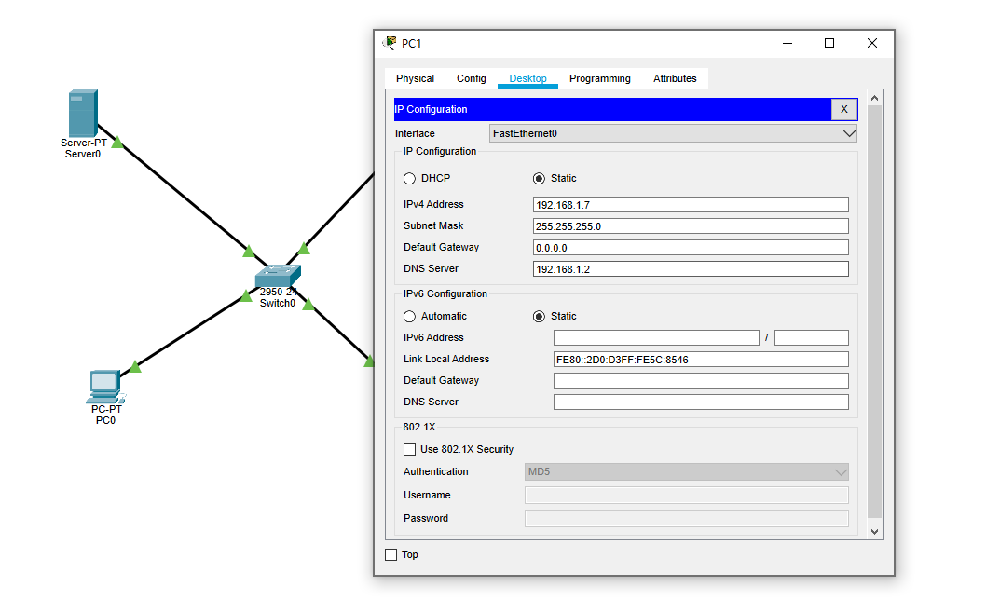 PC1
Physical Config Desktop Programming Attributes
IP Configuration X
Interface FastEthernet0
IP Configuration
DHCP Static
IPv4 Address 192.168.1.7
Subnet Mask 255.255.255.0
Default Gateway 0.0.0.0
DNS Server 192.168.1.2
IPv6 Configuration
Automatic Static
IPv6 Address /
Link Local Address FE80::2D0:D3FF:FE5C:8546
Default Gateway
DNS Server
802.1X
Use 802.1X Security
Authentication MD5
Username
Password
Top
Server-PT
Server0
2950-24
Switch0
PC-PT
PC0